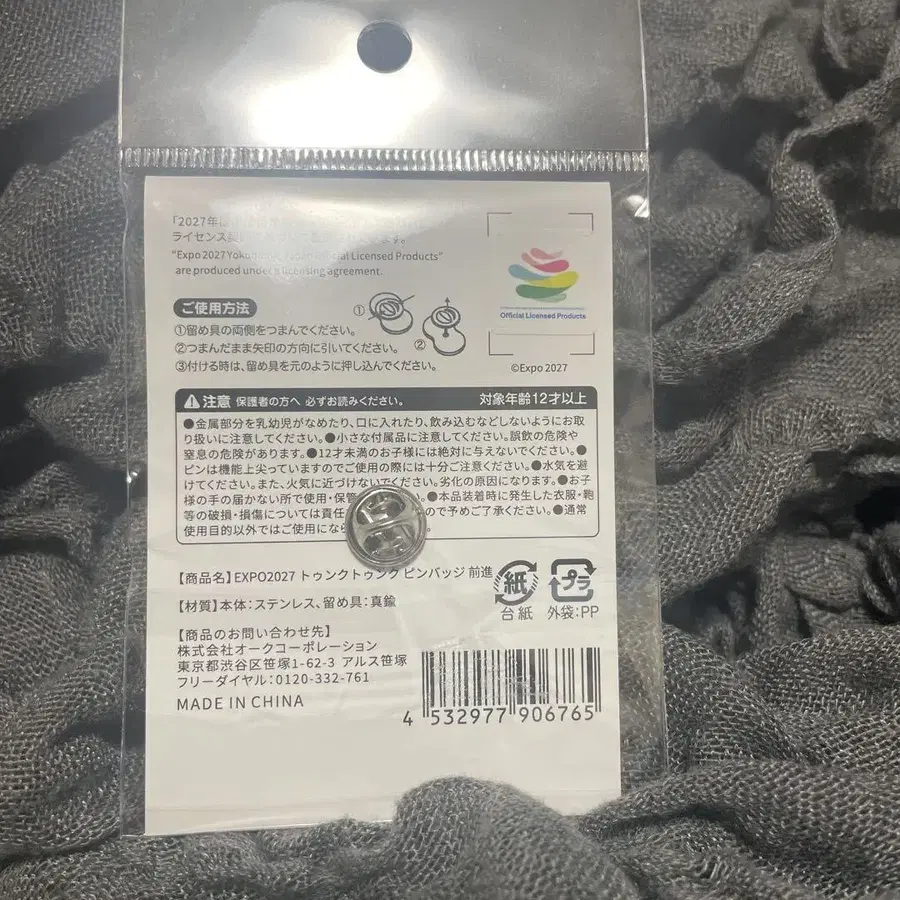 「2027年は
ライセンス ます。
“Expo 2027 Yoko Licensed Products”
are produced under a licensing agreement.
Official Licensed Products
©Expo 2027
ご使用方法
① ②
①留め具の両側をつまんでください。
②つまんだまま矢印の方向に引いてください。
③付ける時は、留め具を元のように押し込んでください。
注意 保護者の方へ 必ずお読みください。 対象年齢12才以上
●金属部分を乳幼児がなめたり、口に入れたり、飲み込むなどしないようにお取
り扱いに注意してください。●小さな付属品に注意してください。誤飲の危険や
窒息の危険があります。●12才未満のお子様には絶対に与えないでください。●
ピンは機能上尖っていますのでご使用の際には十分ご注意ください。●水気を避
けてください。また、火気に近づけないでください。劣化の原因になります。●お子
様の手の届かない所で使用・保管 い。●本品装着時に発生した衣服・鞄
等の破損・損傷については責任 ので予めご了承ください。●通常
使用目的以外ではご使用になら
【商品名】EXPO2027 トゥンクトゥンク ピンバッジ 前進
【材質】本体：ステンレス、留め具：真鍮
紙 プラ
台紙 外袋：PP
【商品のお問い合わせ先】
株式会社オークコーポレーション
東京都渋谷区笹塚1-62-3 アルス笹塚
フリーダイヤル：0120-332-761
MADE IN CHINA
4 532977 906765